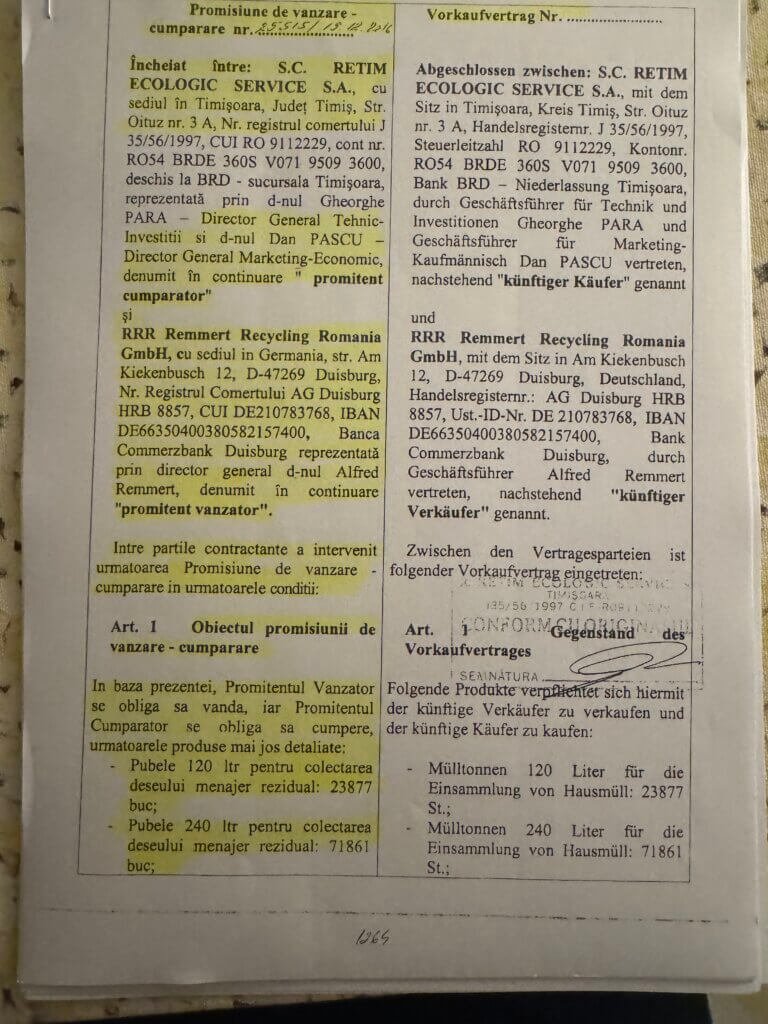 Promisiune de vanzare -
cumparare nr.
Încheiat între: S.C. RETIM
ECOLOGIC SERVICE S.A., cu
sediul în Timişoara, Judeţ Timiş, Str.
Oituz nr. 3 A, Nr. registrul comertului J
35/56/1997, CUI RO 9112229, cont nr.
RO54 BRDE 360S V071 9509 3600,
deschis la BRD - sucursala Timişoara,
reprezentată prin d-nul Gheorghe
PARA – Director General Tehnic-
Investitii si d-nul Dan PASCU –
Director General Marketing-Economic,
denumit în continuare " promitent
cumparator"
şi
RRR Remmert Recycling Romania
GmbH, cu sediul in Germania, str. Am
Kiekenbusch 12, D-47269 Duisburg,
Nr. Registrul Comertului AG Duisburg
HRB 8857, CUI DE210783768, IBAN
DE66350400380582157400, Banca
Commerzbank Duisburg reprezentată
prin director general d-nul Alfred
Remmert, denumit în continuare
"promitent vanzator".
Intre partile contractante a intervenit
urmatoarea Promisiune de vanzare -
cumparare in urmatoarele conditii:
Art. 1 Obiectul promisiunii de
vanzare - cumparare
In baza prezentei, Promitentul Vanzator
se obliga sa vanda, iar Promitentul
Cumparator se obliga sa cumpere,
urmatoarele produse mai jos detaliate:
- Pubele 120 ltr pentru colectarea
deseului menajer rezidual: 23877
buc;
- Pubele 240 ltr pentru colectarea
deseului menajer rezidual: 71861
buc;
Vorkaufvertrag Nr. ........................
Abgeschlossen zwischen: S.C. RETIM
ECOLOGIC SERVICE S.A., mit dem
Sitz in Timişoara, Kreis Timiş, Str. Oituz
nr. 3 A, Handelsregisternr. J 35/56/1997,
Steuerleitzahl RO 9112229, Kontonr.
RO54 BRDE 360S V071 9509 3600,
Bank BRD – Niederlassung Timişoara,
durch Geschäftsführer für Technik und
Investitionen Gheorghe PARA und
Geschäftsführer für Marketing-
Kaufmännisch Dan PASCU vertreten,
nachstehend "künftiger Käufer" genannt
und
RRR Remmert Recycling Romania
GmbH, mit dem Sitz in Am Kiekenbusch
12, D-47269 Duisburg, Deutschland,
Handelsregisternr.: AG Duisburg HRB
8857, Ust.-ID-Nr. DE 210783768, IBAN
DE66350400380582157400, Bank
Commerzbank Duisburg, durch
Geschäftsführer Alfred Remmert
vertreten, nachstehend "künftiger
Verkäufer" genannt.
Zwischen den Vertragesparteien ist
folgender Vorkaufvertrag eingetreten:
TIMIŞOARA
CONFORM CU ORIGINALUL
Art. 1 Gegenstand des
Vorkaufvertrages
SEMNĂTURA
Folgende Produkte verpflichtet sich hiermit
der künftige Verkäufer zu verkaufen und
der künftige Käufer zu kaufen:
- Mülltonnen 120 Liter für die
Einsammlung von Hausmüll: 23877
St.;
- Mülltonnen 240 Liter für die
Einsammlung von Hausmüll: 71861
St.;
1264